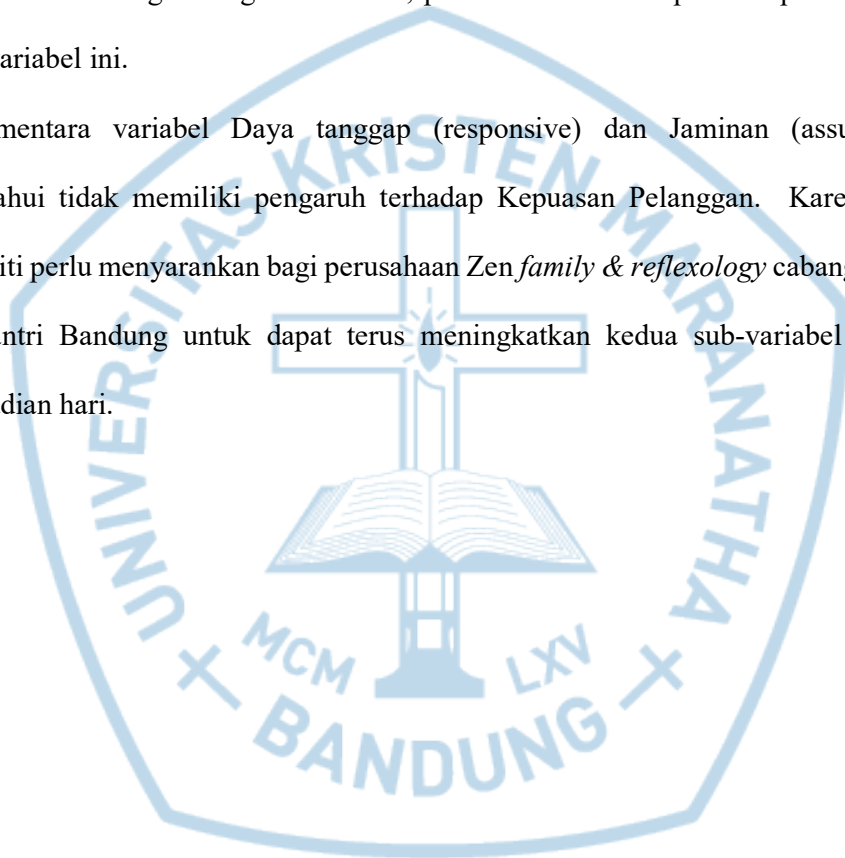 ariabel ini.
mentara variabel Daya tanggap (responsive) dan Jaminan (assu
ahui tidak memiliki pengaruh terhadap Kepuasan Pelanggan. Kare
iti perlu menyarankan bagi perusahaan Zen family & reflexology cabang
ntri Bandung untuk dapat terus meningkatkan kedua sub-variabel
dian hari.
UNIVERSITAS KRISTEN MARANATHA
MCM LXV
BANDUNG